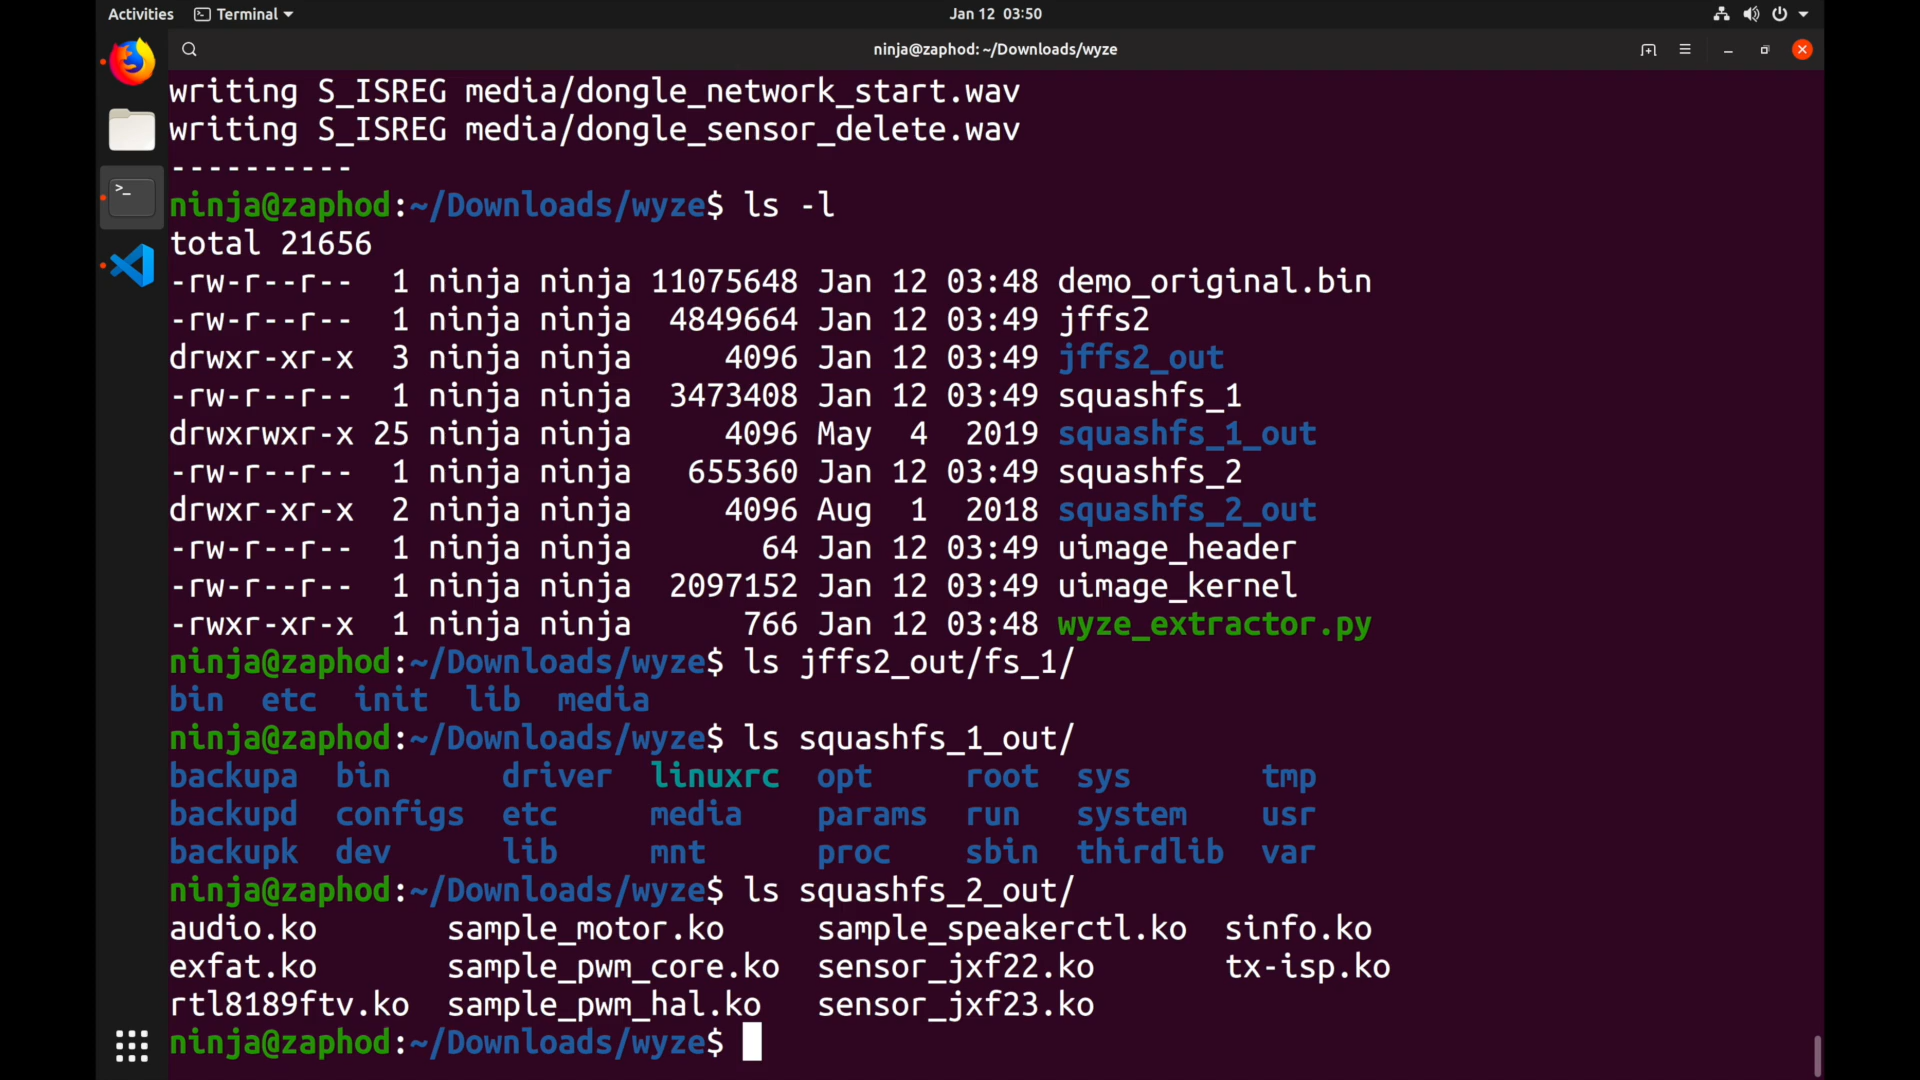 Activities Terminal Jan 12 03:50
ninja@zaphod: ~/Downloads/wyze
writing S_ISREG media/dongle_network_start.wav
writing S_ISREG media/dongle_sensor_delete.wav
----------
ninja@zaphod:~/Downloads/wyze$ ls -l
total 21656
-rw-r--r-- 1 ninja ninja 11075648 Jan 12 03:48 demo_original.bin
-rw-r--r-- 1 ninja ninja 4849664 Jan 12 03:49 jffs2
drwxr-xr-x 3 ninja ninja 4096 Jan 12 03:49 jffs2_out
-rw-r--r-- 1 ninja ninja 3473408 Jan 12 03:49 squashfs_1
drwxrwxr-x 25 ninja ninja 4096 May 4 2019 squashfs_1_out
-rw-r--r-- 1 ninja ninja 655360 Jan 12 03:49 squashfs_2
drwxr-xr-x 2 ninja ninja 4096 Aug 1 2018 squashfs_2_out
-rw-r--r-- 1 ninja ninja 64 Jan 12 03:49 uimage_header
-rw-r--r-- 1 ninja ninja 2097152 Jan 12 03:49 uimage_kernel
-rwxr-xr-x 1 ninja ninja 766 Jan 12 03:48 wyze_extractor.py
ninja@zaphod:~/Downloads/wyze$ ls jffs2_out/fs_1/
bin etc init lib media
ninja@zaphod:~/Downloads/wyze$ ls squashfs_1_out/
backupa bin driver linuxrc opt root sys tmp
backupd configs etc media params run system usr
backupk dev lib mnt proc sbin thirdlib var
ninja@zaphod:~/Downloads/wyze$ ls squashfs_2_out/
audio.ko sample_motor.ko sample_speakerctl.ko sinfo.ko
exfat.ko sample_pwm_core.ko sensor_jxf22.ko tx-isp.ko
rtl8189ftv.ko sample_pwm_hal.ko sensor_jxf23.ko
ninja@zaphod:~/Downloads/wyze$